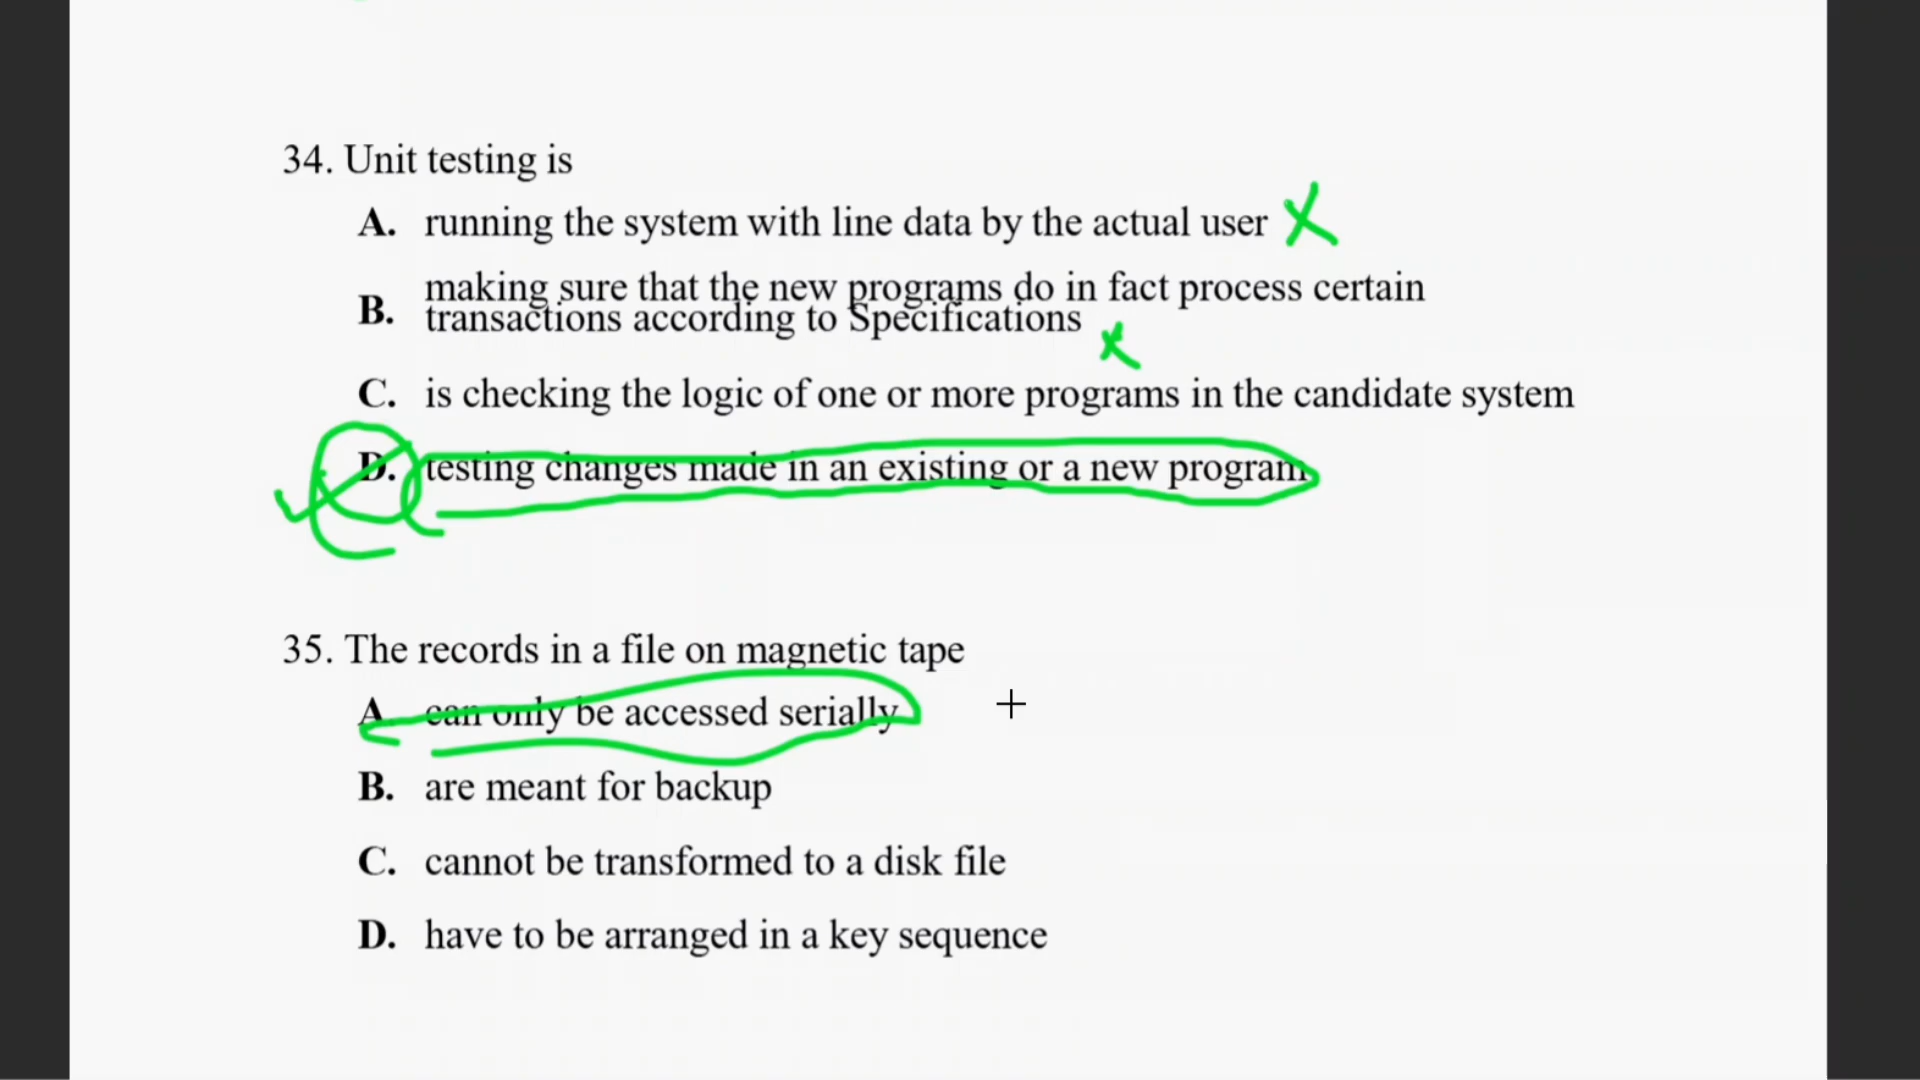 34. Unit testing is
A. running the system with line data by the actual user
B. making sure that the new programs do in fact process certain
transactions according to Specifications
C. is checking the logic of one or more programs in the candidate system
D. testing changes made in an existing or a new program
35. The records in a file on magnetic tape
A. can only be accessed serially
B. are meant for backup
C. cannot be transformed to a disk file
D. have to be arranged in a key sequence